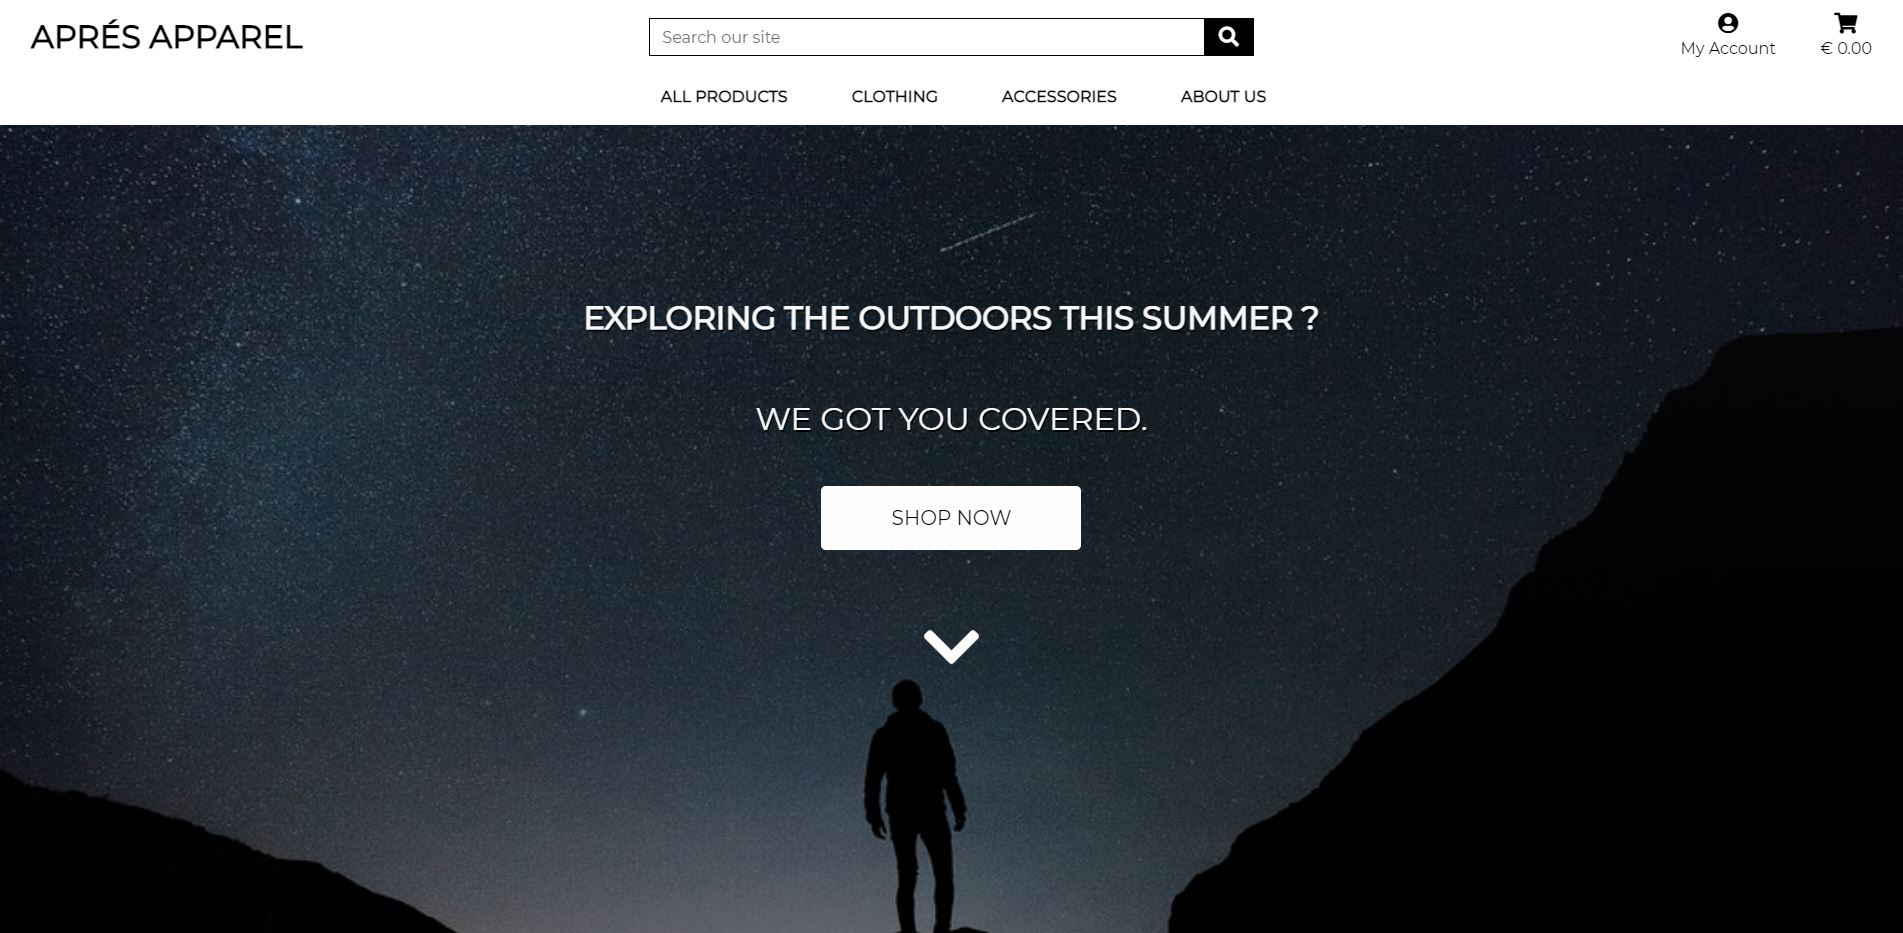 APRÉS APPAREL
Search our site
My Account
€ 0.00
ALL PRODUCTS
CLOTHING
ACCESSORIES
ABOUT US
EXPLORING THE OUTDOORS THIS SUMMER ?
WE GOT YOU COVERED.
SHOP NOW